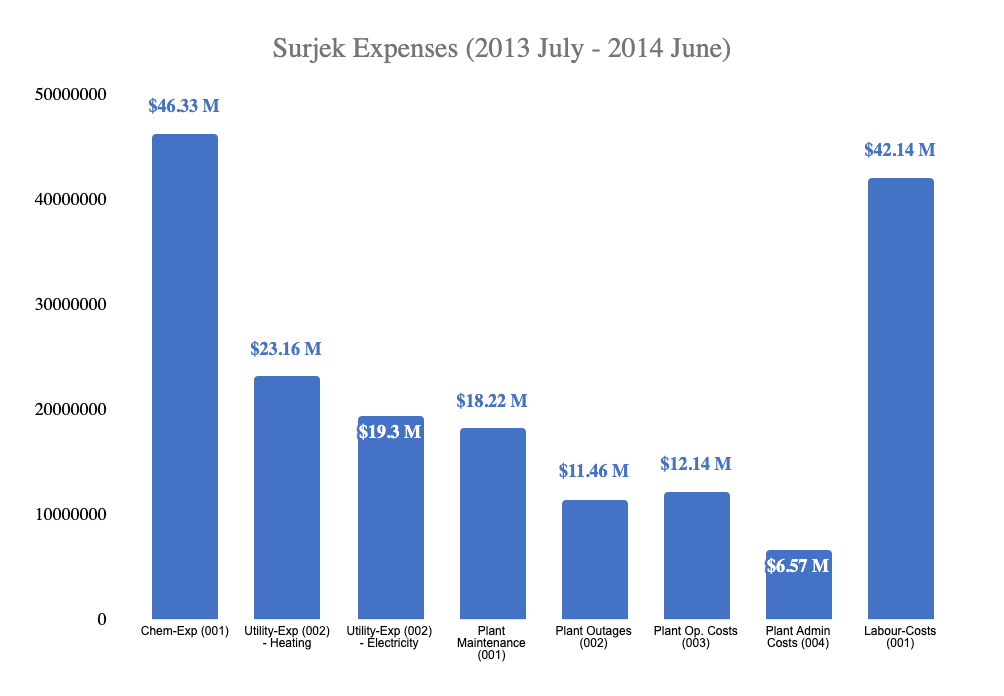 Surjek Expenses (2013 July - 2014 June)
50000000
40000000
30000000
20000000
10000000
0
$46.33 M
$23.16 M
$19.3 M
$18.22 M
$11.46 M
$12.14 M
$6.57 M
$42.14 M
Chem-Exp (001)
Utility-Exp (002)
- Heating
Utility-Exp (002)
- Electricity
Plant
Maintenance
(001)
Plant Outages
(002)
Plant Op. Costs
(003)
Plant Admin
Costs (004)
Labour-Costs
(001)